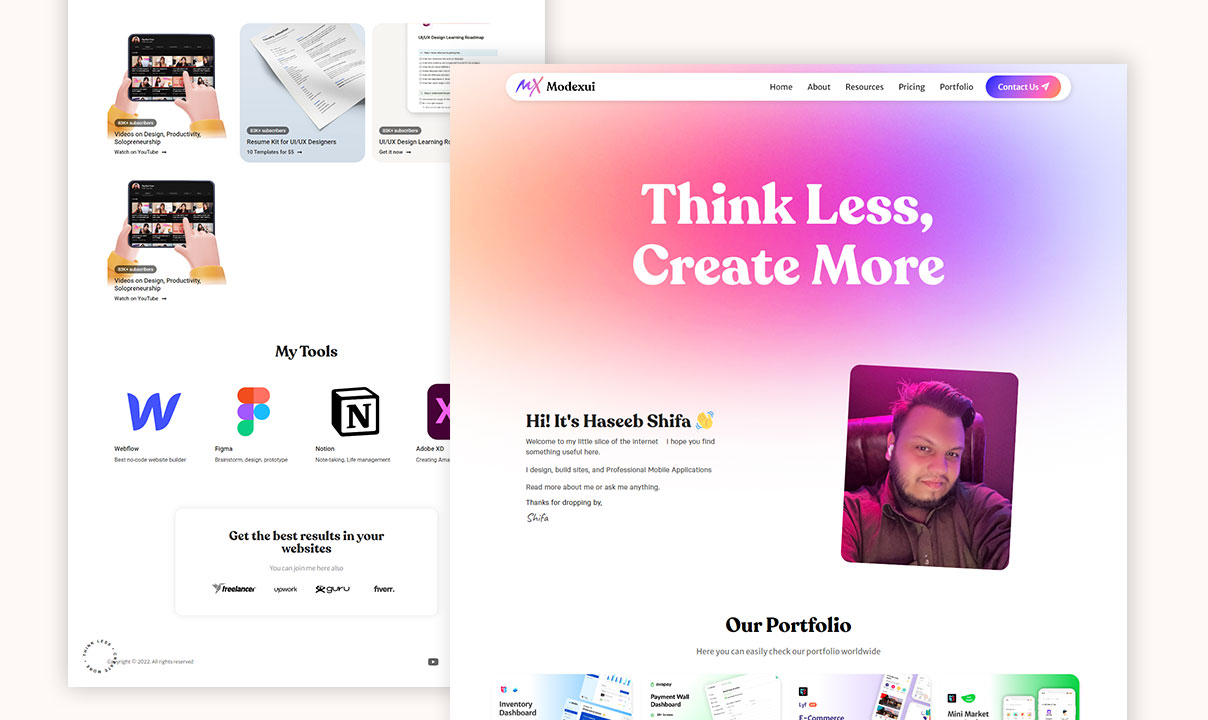 83K+ subscribers
Videos on Design, Productivity,
Solopreneurship
Watch on YouTube →
83K+ subscribers
Resume Kit for UI/UX Designers
10 Templates for $5 →
UI/UX Design Learning Roadmap
83K+ subscribers
UI/UX Design Learning Ro
Get it now →
83K+ subscribers
Videos on Design, Productivity,
Solopreneurship
Watch on YouTube →
My Tools
Webflow
Best no-code website builder
Figma
Brainstorm, design, prototype
Notion
Note-taking, Life management
Adobe XD
Creating Ama
Get the best results in your
websites
You can join me here also
freelancer
upwork
guru
fiverr.
THINK LESS • CREATE MORE •
Copyright © 2022. All rights reserved
MX Modexui
Home
About
Resources
Pricing
Portfolio
Contact Us
Think Less,
Create More
Hi! It's Haseeb Shifa 👋
Welcome to my little slice of the internet I hope you find
something useful here.
I design, build sites, and Professional Mobile Applications
Read more about me or ask me anything.
Thanks for dropping by,
Shifa
Our Portfolio
Here you can easily check our portfolio worldwide
Inventory
Dashboard
Payment Wall
Dashboard
Lyf
E-Commerce
Mini Market